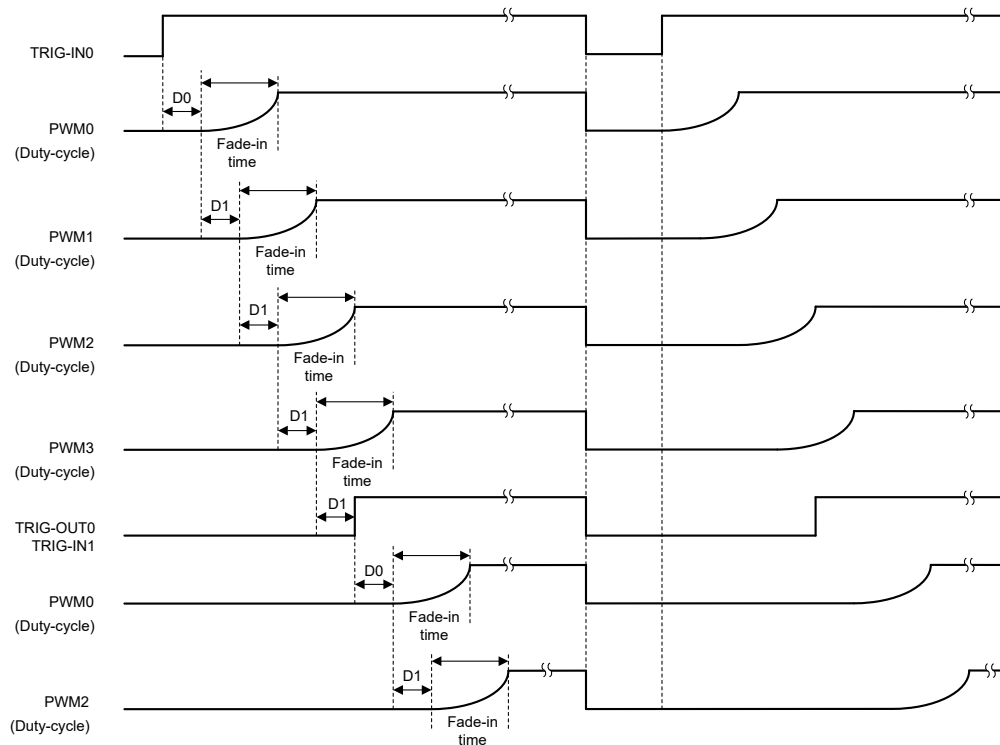 TRIG-IN0
D0
PWM0
(Duty-cycle)
Fade-in
time
D1
PWM1
(Duty-cycle)
Fade-in
time
D1
PWM2
(Duty-cycle)
Fade-in
time
D1
PWM3
(Duty-cycle)
Fade-in
time
D1
TRIG-OUT0
TRIG-IN1
D0
PWM0
(Duty-cycle)
Fade-in
time
D1
PWM2
(Duty-cycle)
Fade-in
time